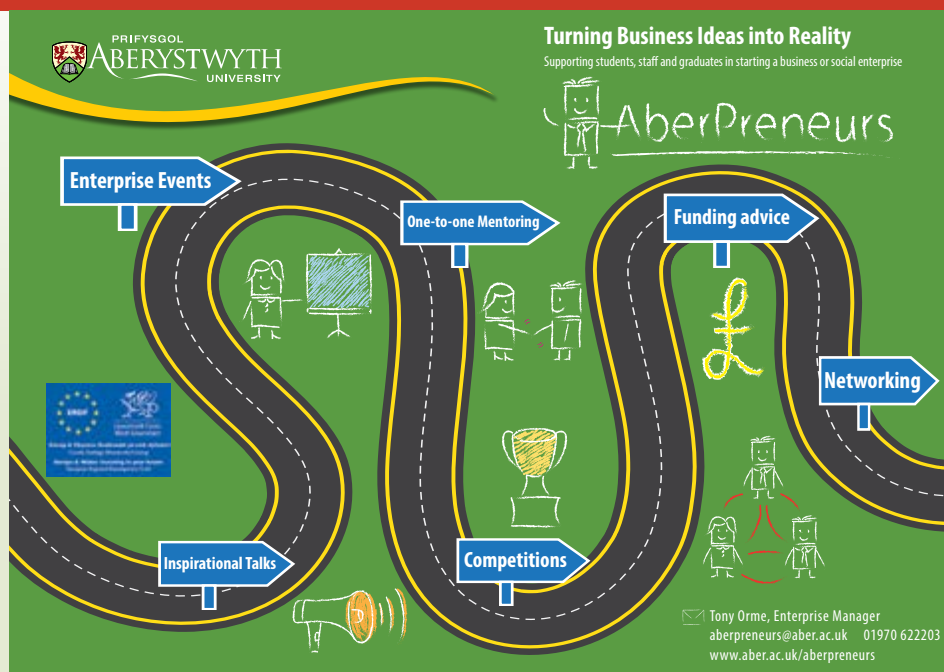 PRIFYSGOL
ABERYSTWYTH
UNIVERSITY
Turning Business Ideas into Reality
Supporting students, staff and graduates in starting a business or social enterprise
AberPreneurs
Enterprise Events
One-to-one Mentoring
Funding advice
£
Networking
ERDF
Inspirational Talks
Competitions
Tony Orme, Enterprise Manager
aberpreneurs@aber.ac.uk 01970 622203
www.aber.ac.uk/aberpreneurs